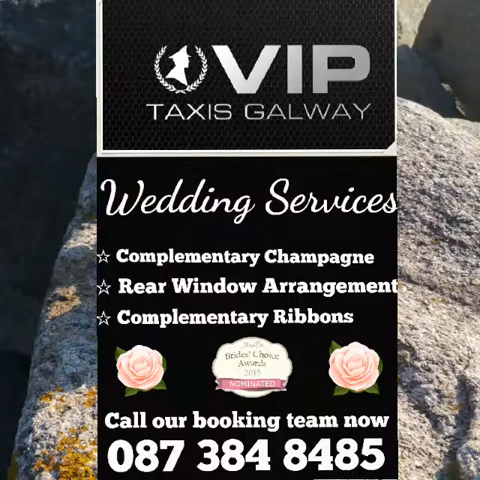 VIP
TAXIS GALWAY
Wedding Services
☆ Complementary Champagne
☆ Rear Window Arrangement
☆ Complementary Ribbons
Brides' Choice
Awards
2015
NOMINATED
Call our booking team now
087 384 8485